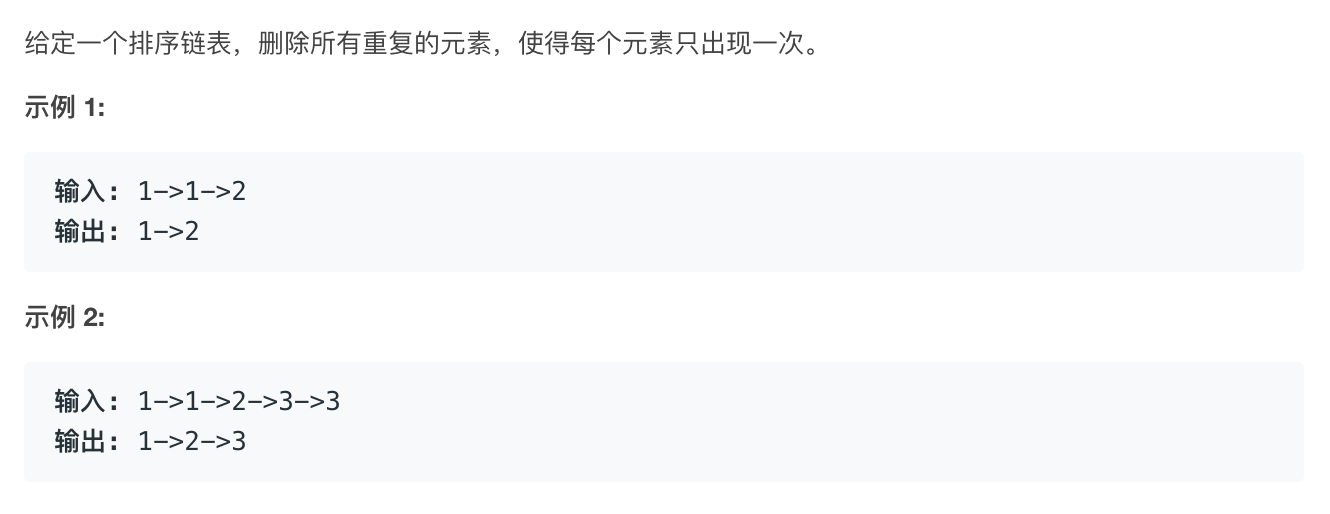 给定一个排序链表，删除所有重复的元素，使得每个元素只出现一次。
示例 1:
输入: 1->1->2
输出: 1->2
示例 2:
输入: 1->1->2->3->3
输出: 1->2->3